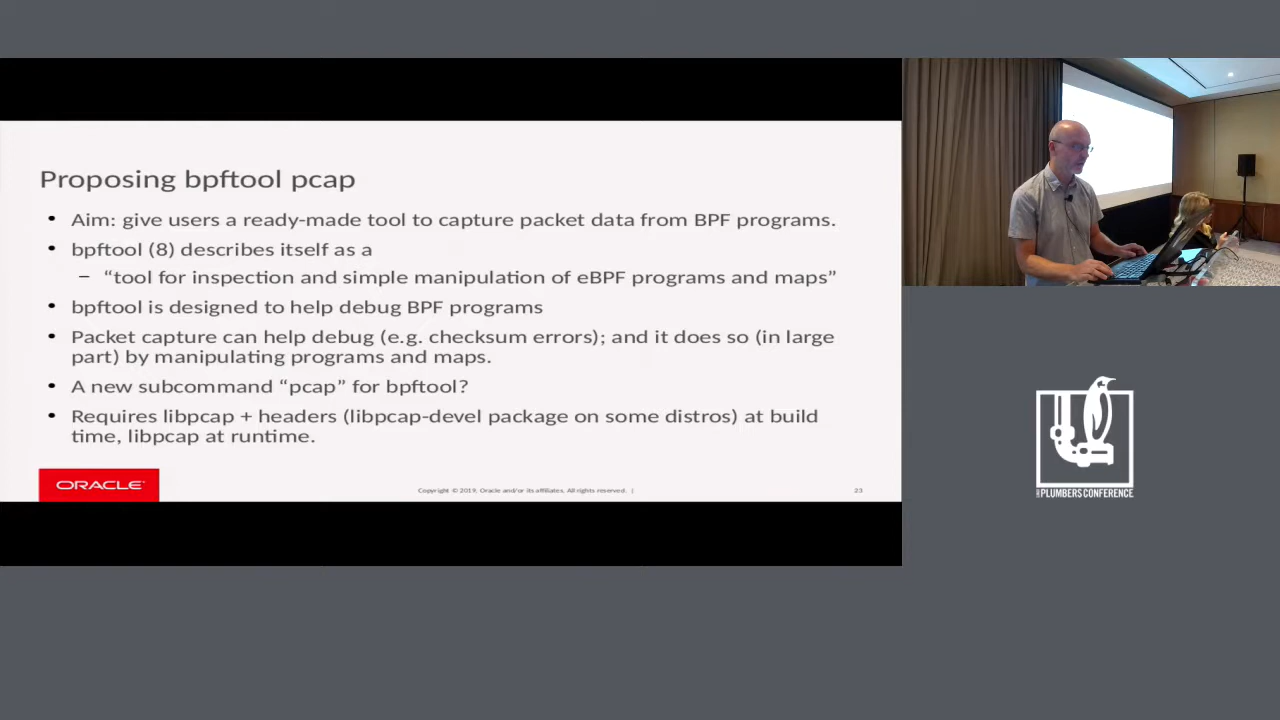 Proposing bpftool pcap
• Aim: give users a ready-made tool to capture packet data from BPF programs.
• bpftool (8) describes itself as a
– “tool for inspection and simple manipulation of eBPF programs and maps”
• bpftool is designed to help debug BPF programs
• Packet capture can help debug (e.g. checksum errors); and it does so (in large
part) by manipulating programs and maps.
• A new subcommand “pcap” for bpftool?
• Requires libpcap + headers (libpcap-devel package on some distros) at build
time, libpcap at runtime.
ORACLE
Copyright © 2019, Oracle and/or its affiliates. All rights reserved. |
23
PLUMBERS CONFERENCE